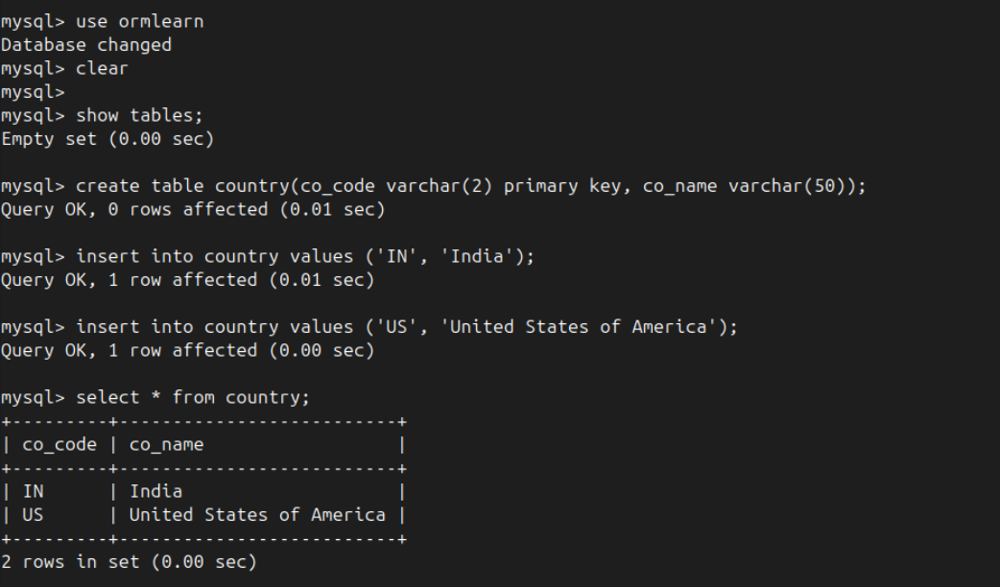 mysql> use ormlearn
Database changed
mysql> clear
mysql>
mysql> show tables;
Empty set (0.00 sec)
mysql> create table country(co_code varchar(2) primary key, co_name varchar(50));
Query OK, 0 rows affected (0.01 sec)
mysql> insert into country values ('IN', 'India');
Query OK, 1 row affected (0.01 sec)
mysql> insert into country values ('US', 'United States of America');
Query OK, 1 row affected (0.00 sec)
mysql> select * from country;
+---------+--------------------------+
| co_code | co_name                  |
+---------+--------------------------+
| IN      | India                    |
| US      | United States of America |
+---------+--------------------------+
2 rows in set (0.00 sec)